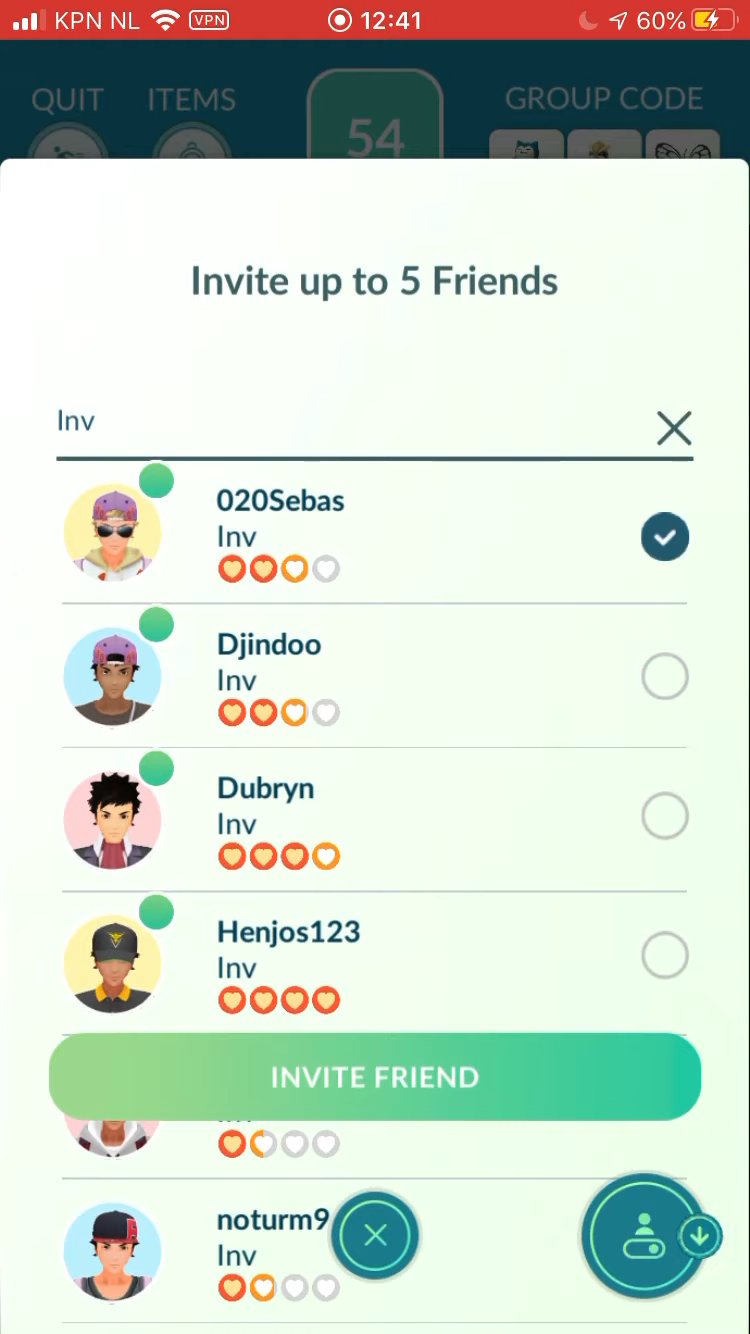 KPN NL VPN 12:41 60%
QUIT ITEMS 54 GROUP CODE
Invite up to 5 Friends
Inv
020Sebas
Inv
Djindoo
Inv
Dubryn
Inv
Henjos123
Inv
INVITE FRIEND
noturm9
Inv